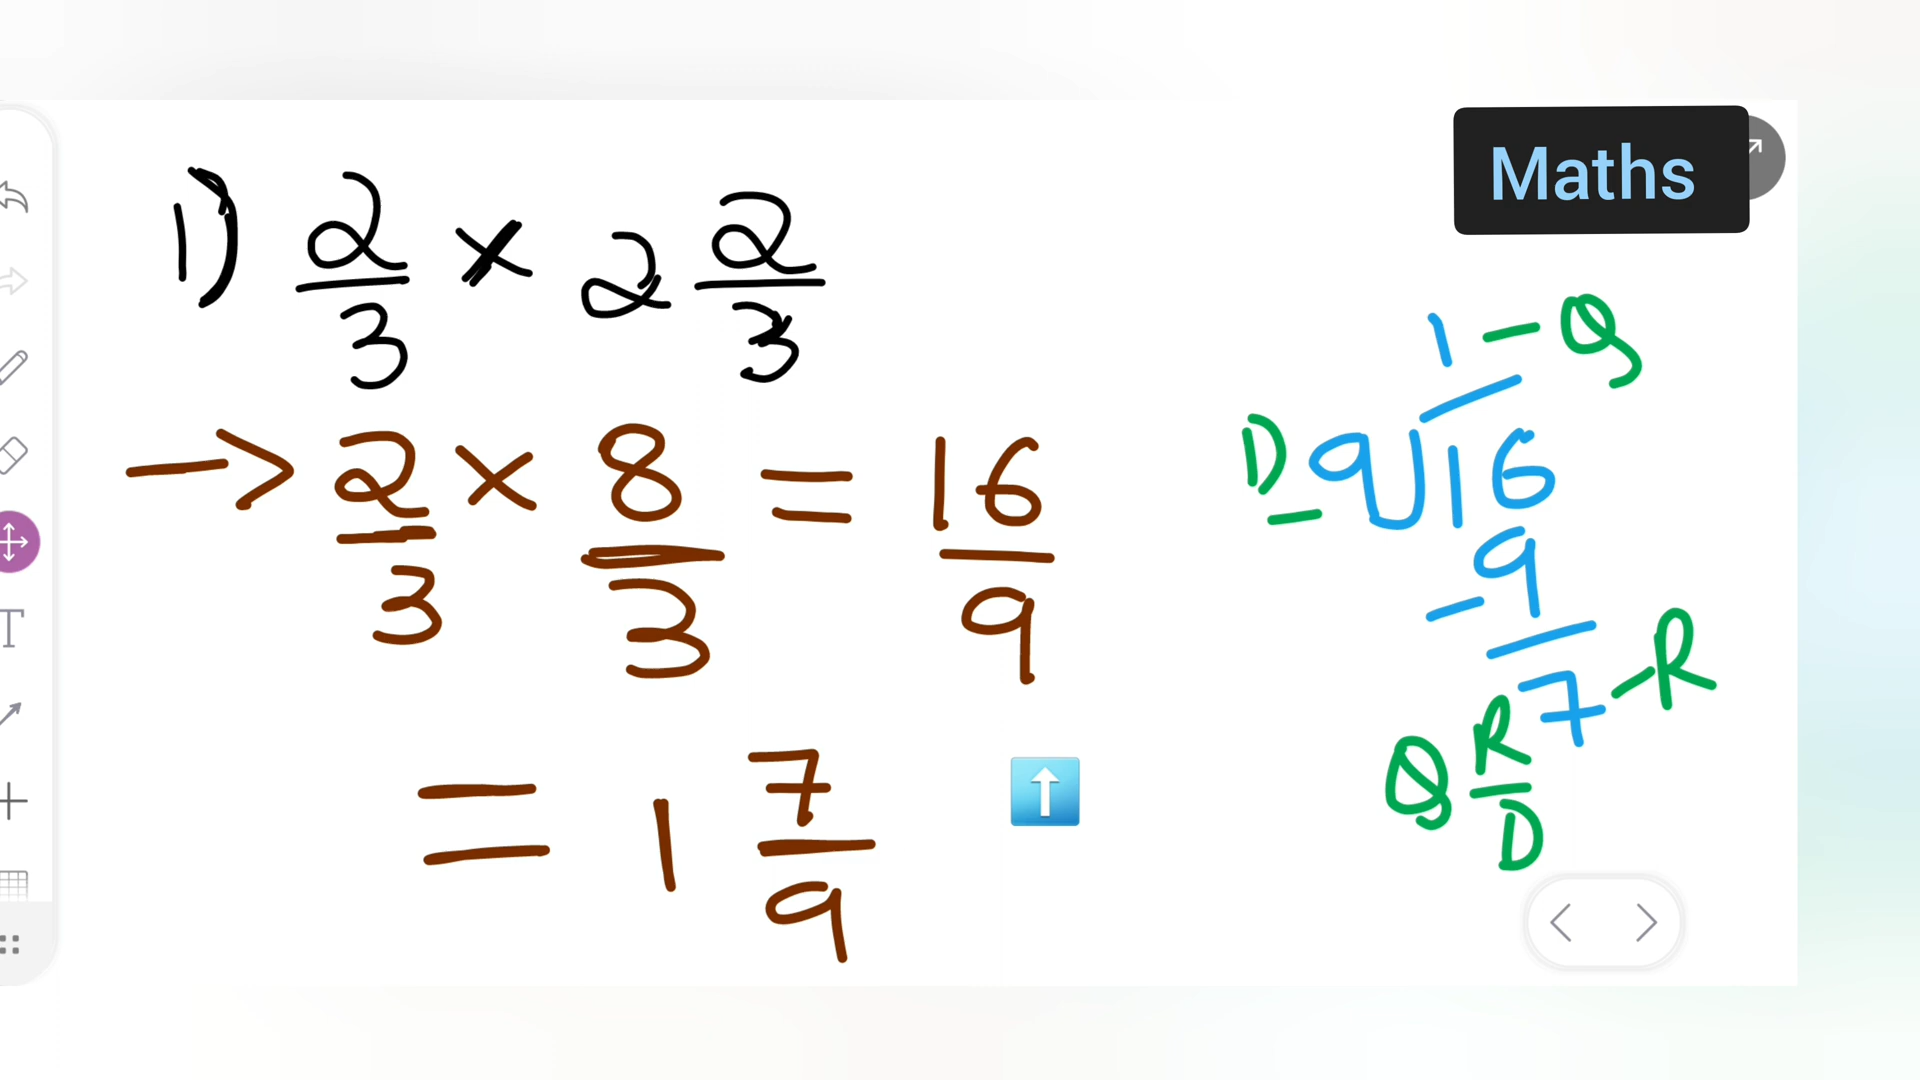 Maths
1) 2/3 × 2 2/3
→ 2/3 × 8/3 = 16/9
= 1 7/9
1 - Q
D 9 16
- 9
7 - R
Q R/D
T